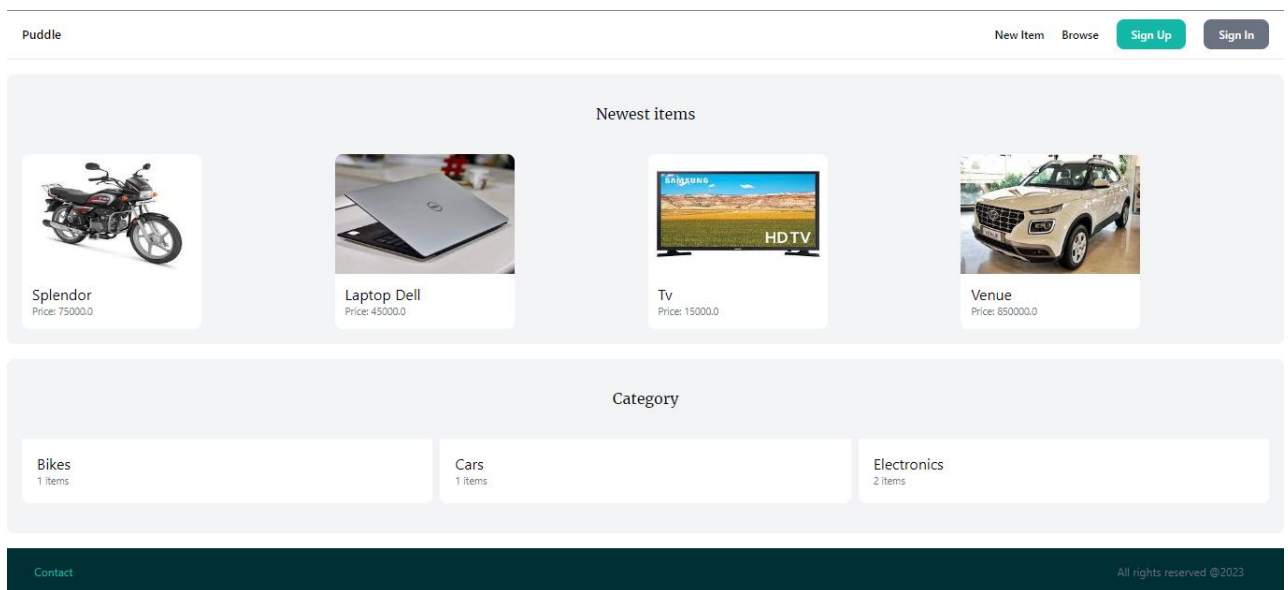 Puddle
New Item Browse Sign Up Sign In
Newest items
SAMSUNG
HDTV
VENUE
Splendor
Price: 75000.0
Laptop Dell
Price: 45000.0
Tv
Price: 15000.0
Venue
Price: 850000.0
Category
Bikes
1 items
Cars
1 items
Electronics
2 items
Contact
All rights reserved @2023